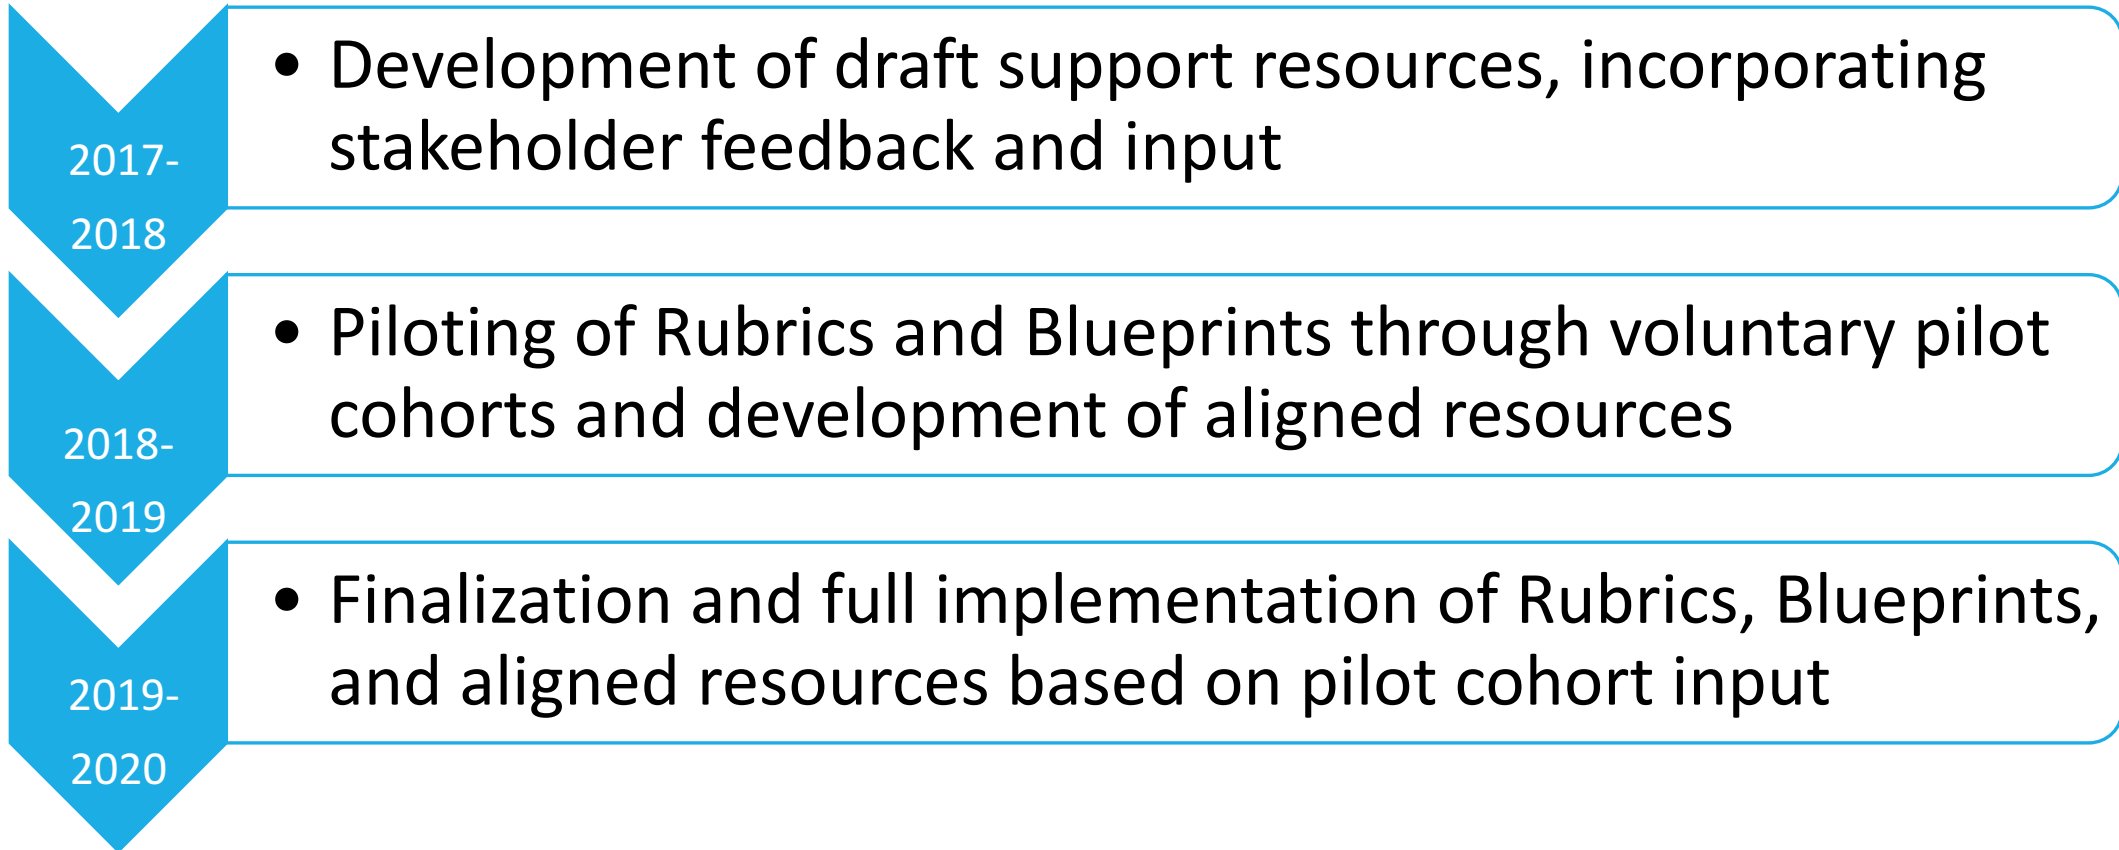 2017-
2018
• Development of draft support resources, incorporating
stakeholder feedback and input
2018-
2019
• Piloting of Rubrics and Blueprints through voluntary pilot
cohorts and development of aligned resources
2019-
2020
• Finalization and full implementation of Rubrics, Blueprints,
and aligned resources based on pilot cohort input